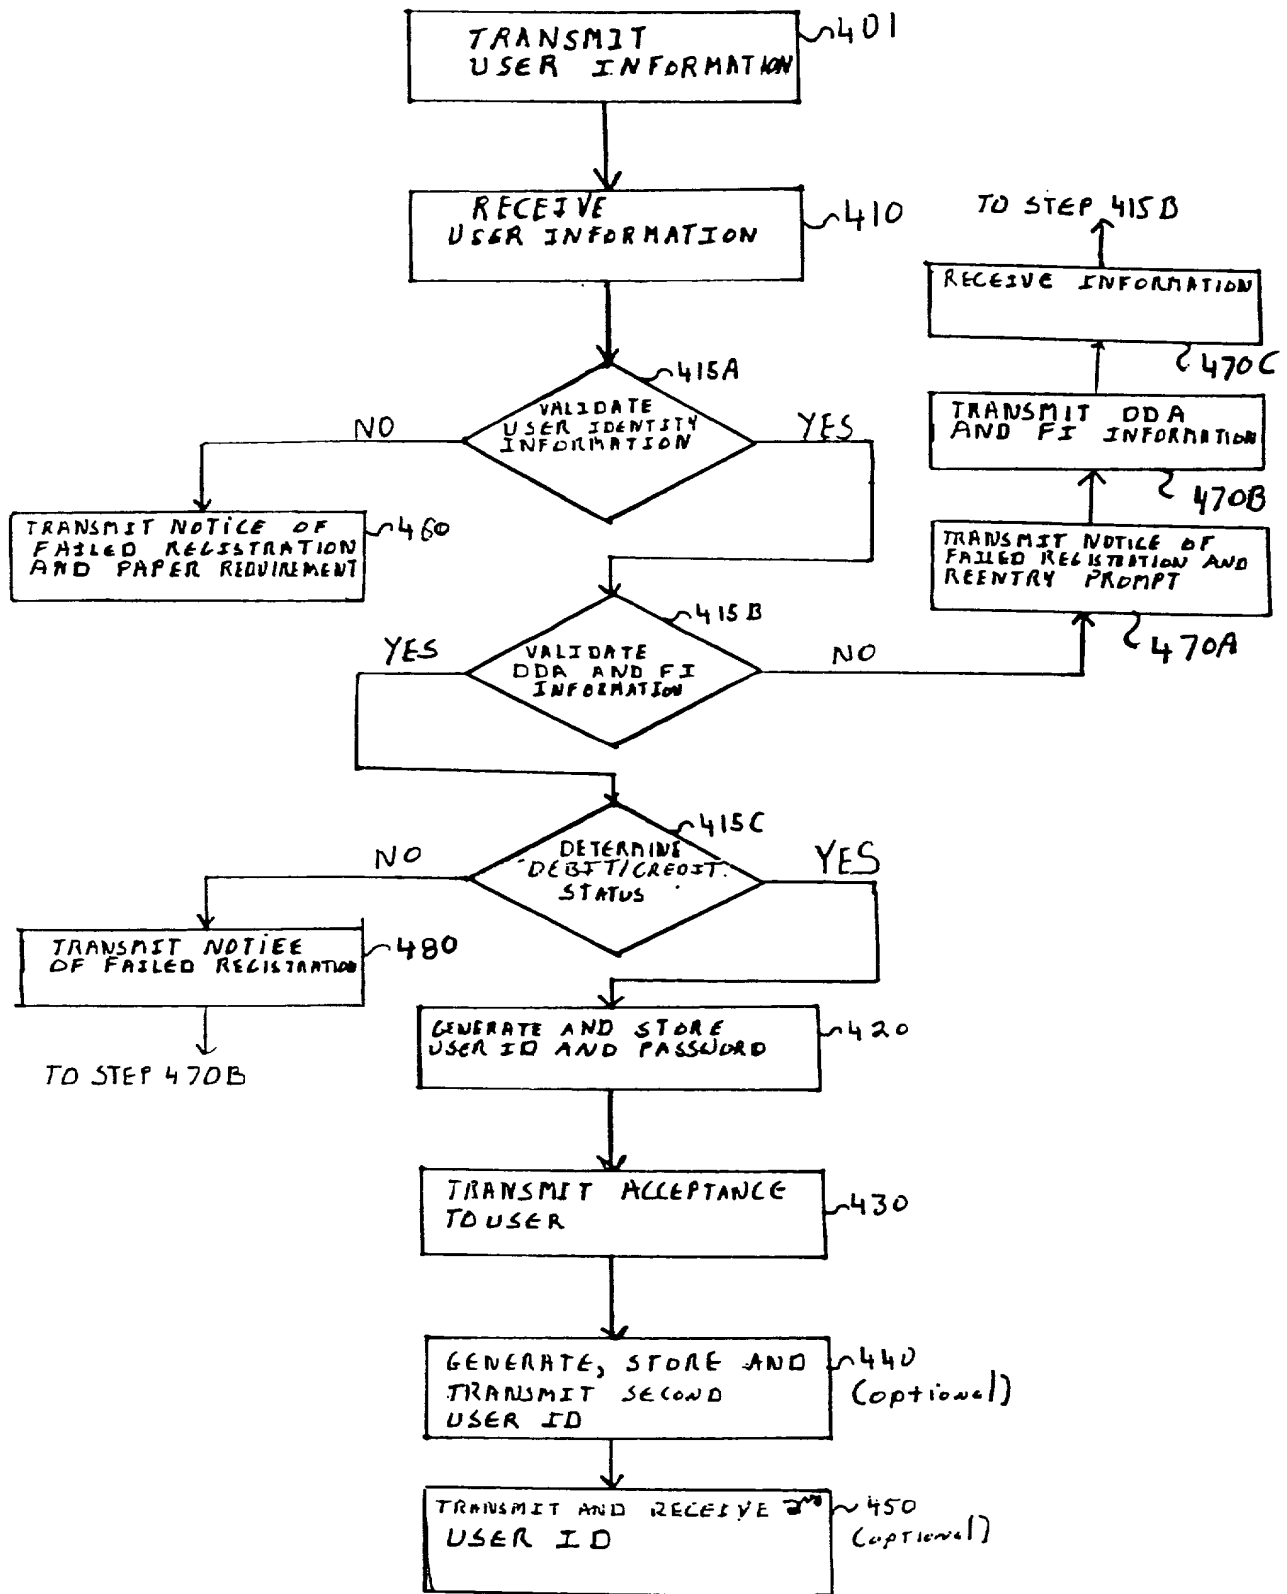 TRANSMIT
USER INFORMATION
401
RECEIVE
USER INFORMATION
410
TO STEP 415B
RECEIVE INFORMATION
470C
415A
VALIDATE
USER IDENTITY
INFORMATION
NO
YES
TRANSMIT DDA
AND FI INFORMATION
470B
TRANSMIT NOTICE OF
FAILED REGISTRATION
AND PAPER REQUIREMENT
460
TRANSMIT NOTICE OF
FAILED REGISTRATION AND
REENTRY PROMPT
470A
415B
VALIDATE
DDA AND FI
INFORMATION
YES
NO
415C
DETERMINE
DEBIT/CREDIT
STATUS
NO
YES
TRANSMIT NOTICE
OF FAILED REGISTRATION
480
TO STEP 470B
GENERATE AND STORE
USER ID AND PASSWORD
420
TRANSMIT ACCEPTANCE
TO USER
430
GENERATE, STORE AND
TRANSMIT SECOND
USER ID
440
(optional)
TRANSMIT AND RECEIVE 2ND
USER ID
450
(optional)